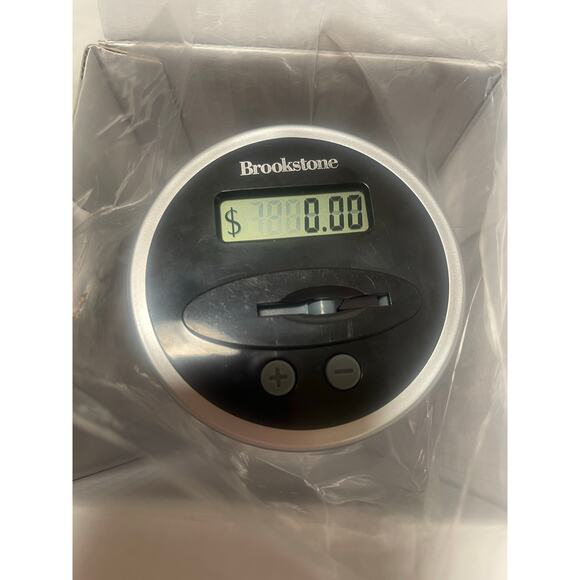 Brookstone
$ 0.00
+ −